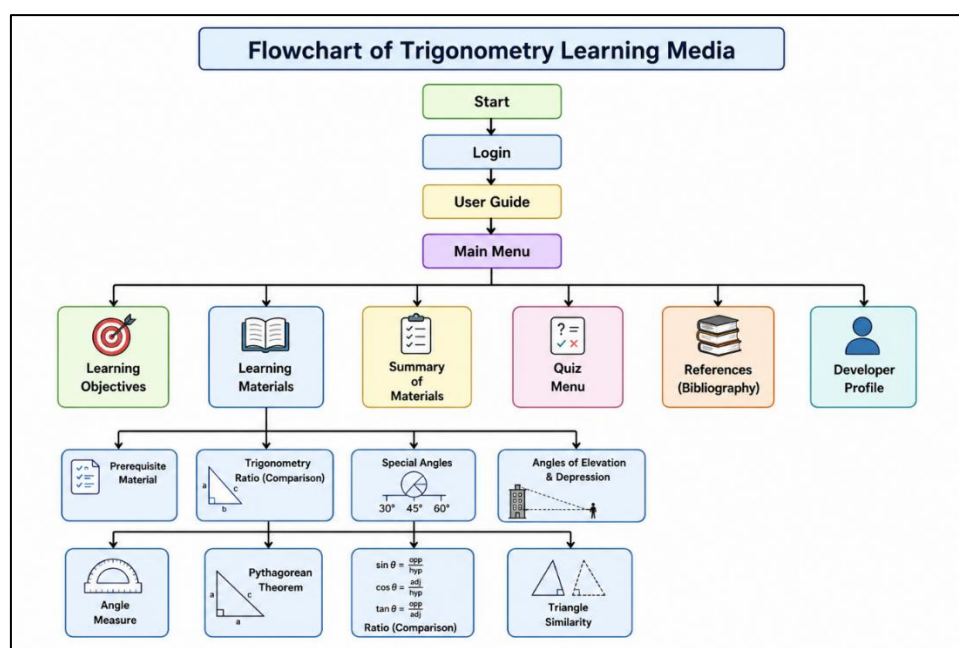 Flowchart of Trigonometry Learning Media
Start
Login
User Guide
Main Menu
Learning
Objectives
Learning
Materials
Summary
of
Materials
? =
Quiz
Menu
References
(Bibliography)
Developer
Profile
Prerequisite
Material
Trigonometry
Ratio (Comparison)
a
c
b
Special Angles
30° 45° 60°
Angles of Elevation
& Depression
Angle
Measure
Pythagorean
Theorem
a
c
a
sin θ = opp/hyp
cos θ = adj/hyp
tan θ = opp/adj
Ratio (Comparison)
Triangle
Similarity